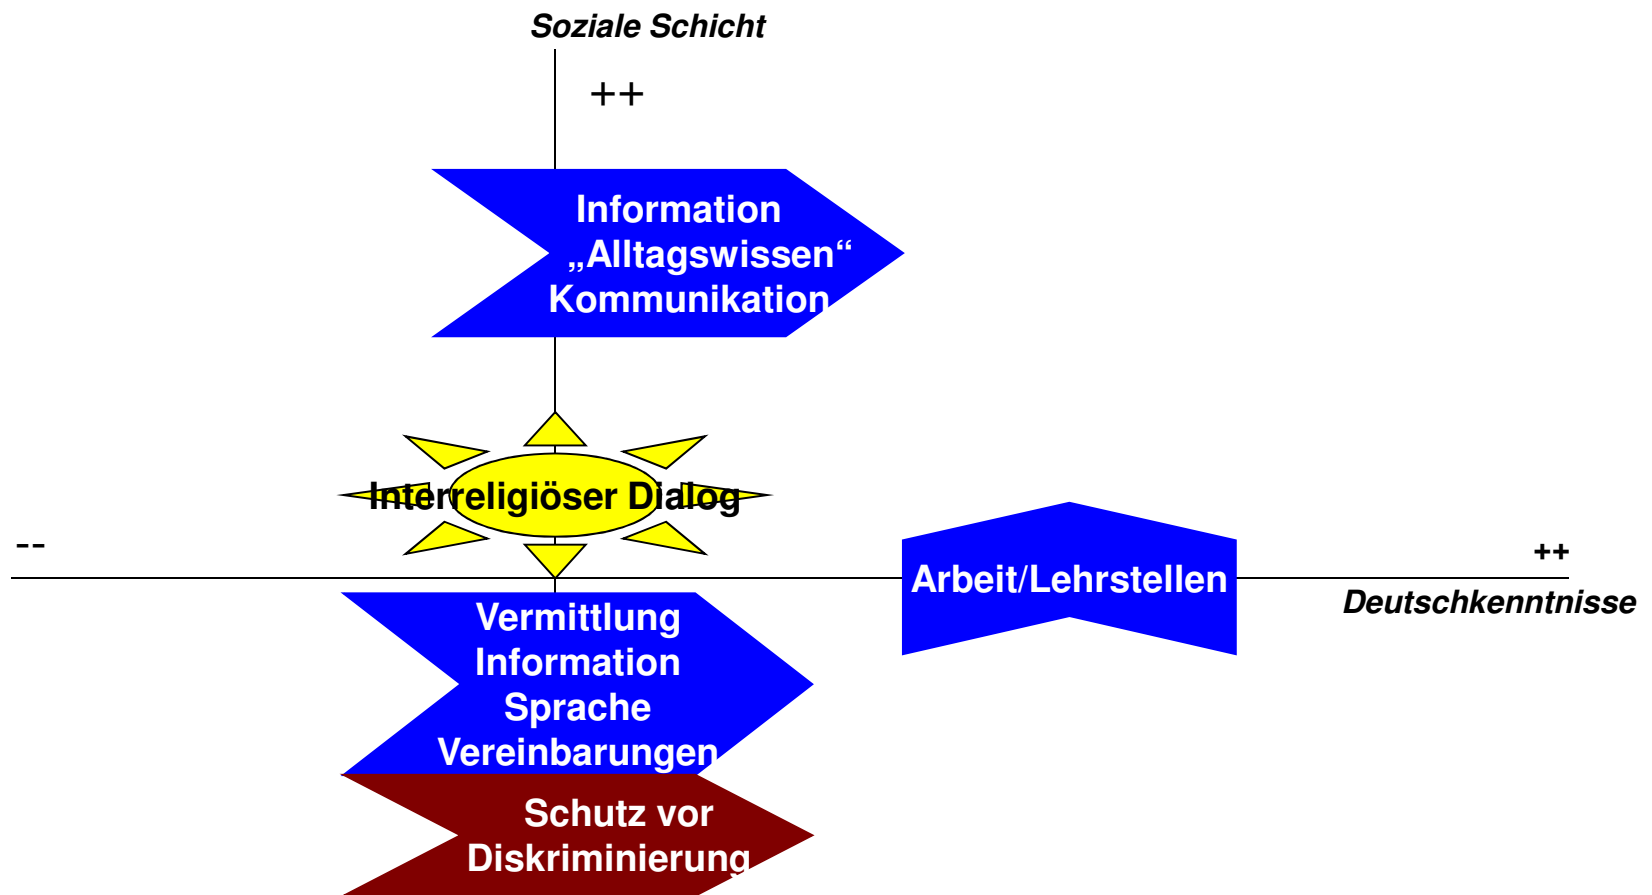 Soziale Schicht
++
Information
„Alltagswissen“
Kommunikation
Interreligiöser Dialog
--
++
Arbeit/Lehrstellen
Deutschkenntnisse
Vermittlung
Information
Sprache
Vereinbarungen
Schutz vor
Diskriminierung